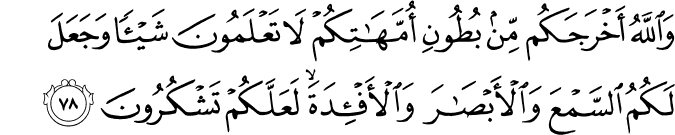 وَٱللَّهُ أَخْرَجَكُم مِّنۢ بُطُونِ أُمَّهَـٰتِكُمْ لَا تَعْلَمُونَ شَيْـًٔا وَجَعَلَ
لَكُمُ ٱلسَّمْعَ وَٱلْأَبْصَـٰرَ وَٱلْأَفْـِٔدَةَ ۙ لَعَلَّكُمْ تَشْكُرُونَ ٧٨